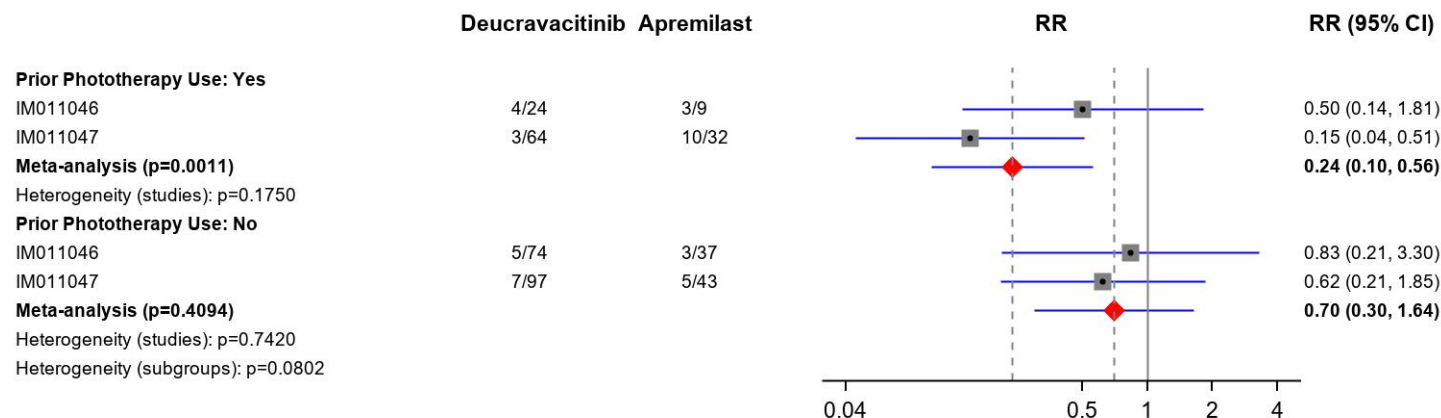 Deucravacitinib Apremilast RR RR (95% CI)
Prior Phototherapy Use: Yes
IM011046 4/24 3/9 0.50 (0.14, 1.81)
IM011047 3/64 10/32 0.15 (0.04, 0.51)
Meta-analysis (p=0.0011) 0.24 (0.10, 0.56)
Heterogeneity (studies): p=0.1750
Prior Phototherapy Use: No
IM011046 5/74 3/37 0.83 (0.21, 3.30)
IM011047 7/97 5/43 0.62 (0.21, 1.85)
Meta-analysis (p=0.4094) 0.70 (0.30, 1.64)
Heterogeneity (studies): p=0.7420
Heterogeneity (subgroups): p=0.0802
0.04 0.5 1 2 4